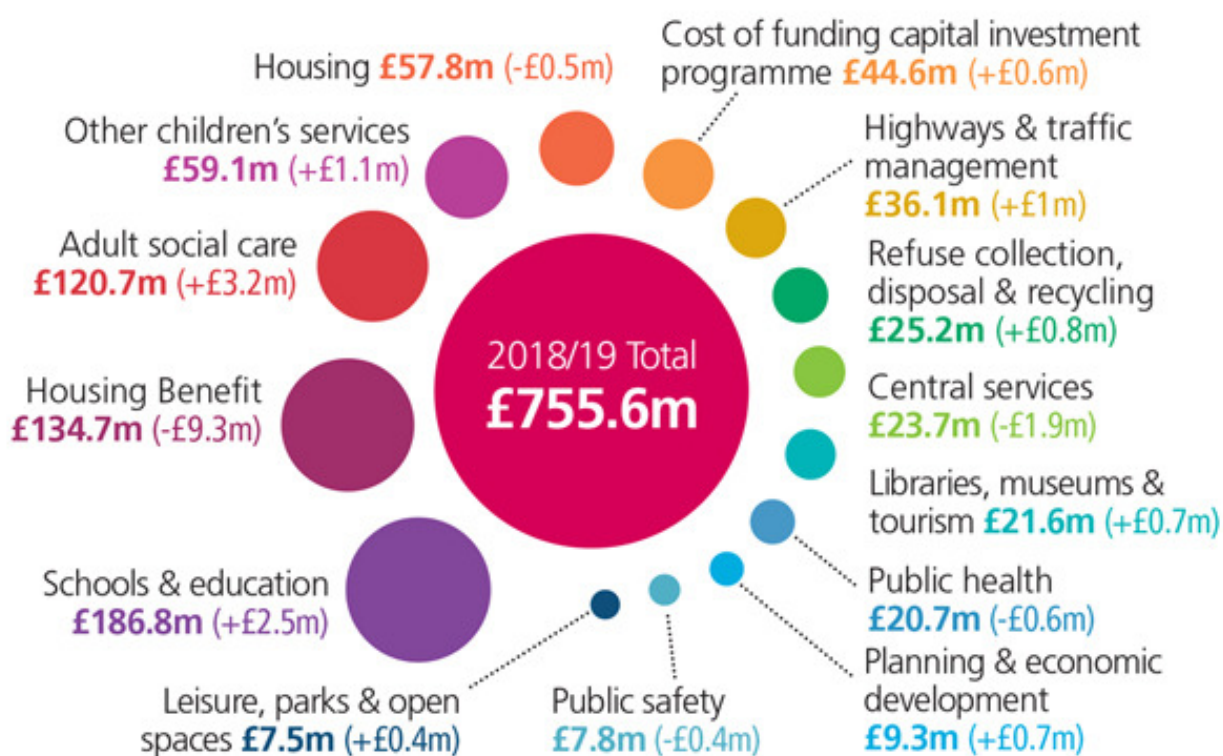 Housing £57.8m (-£0.5m)
Cost of funding capital investment
programme £44.6m (+£0.6m)
Other children's services
£59.1m (+£1.1m)
Highways & traffic
management
£36.1m (+£1m)
Adult social care
£120.7m (+£3.2m)
Refuse collection,
disposal & recycling
£25.2m (+£0.8m)
2018/19 Total
£755.6m
Housing Benefit
£134.7m (-£9.3m)
Central services
£23.7m (-£1.9m)
Libraries, museums &
tourism £21.6m (+£0.7m)
Schools & education
£186.8m (+£2.5m)
Public health
£20.7m (-£0.6m)
Leisure, parks & open
spaces £7.5m (+£0.4m)
Public safety
£7.8m (-£0.4m)
Planning & economic
development
£9.3m (+£0.7m)